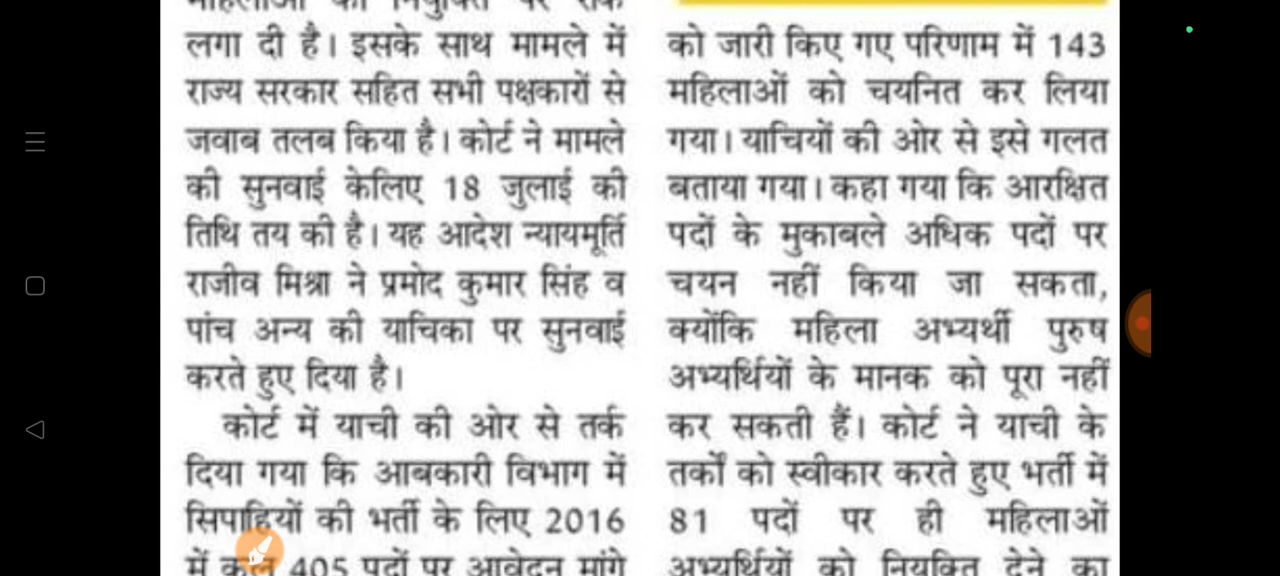 महिलाओं की नियुक्ति पर रोक
लगा दी है। इसके साथ मामले में
राज्य सरकार सहित सभी पक्षकारों से
जवाब तलब किया है। कोर्ट ने मामले
की सुनवाई केलिए 18 जुलाई की
तिथि तय की है। यह आदेश न्यायमूर्ति
राजीव मिश्रा ने प्रमोद कुमार सिंह व
पांच अन्य की याचिका पर सुनवाई
करते हुए दिया है।
कोर्ट में याची की ओर से तर्क
दिया गया कि आबकारी विभाग में
सिपाहियों की भर्ती के लिए 2016
में कुल 405 पदों पर आवेदन मांगे
को जारी किए गए परिणाम में 143
महिलाओं को चयनित कर लिया
गया। याचियों की ओर से इसे गलत
बताया गया। कहा गया कि आरक्षित
पदों के मुकाबले अधिक पदों पर
चयन नहीं किया जा सकता,
क्योंकि महिला अभ्यर्थी पुरुष
अभ्यर्थियों के मानक को पूरा नहीं
कर सकती हैं। कोर्ट ने याची के
तर्कों को स्वीकार करते हुए भर्ती में
81 पदों पर ही महिलाओं
अभ्यर्थियों को नियुक्ति देने का